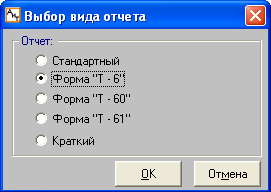 Выбор вида отчета
Отчет:
Стандартный
Форма "Т - 6"
Форма "Т - 60"
Форма "Т - 61"
Краткий
OK Отмена